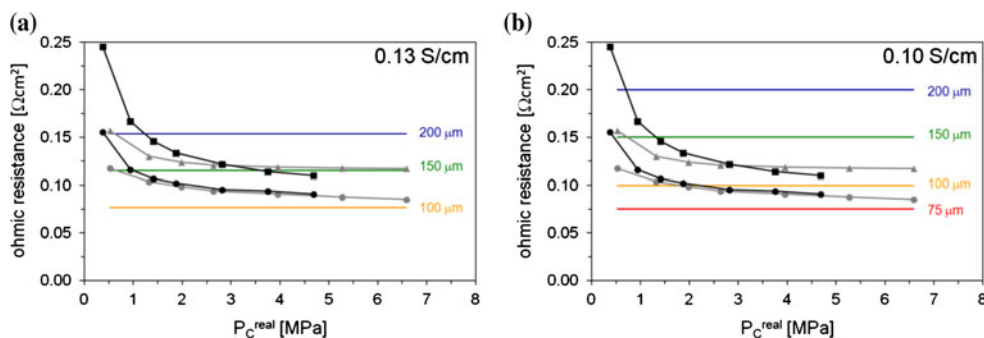 (a)
ohmic resistance [Ωcm²]
0.25
0.20
0.15
0.10
0.05
0.00
0.13 S/cm
200 μm
150 μm
100 μm
0 1 2 3 4 5 6 7 8
P_C^real [MPa]
(b)
ohmic resistance [Ωcm²]
0.25
0.20
0.15
0.10
0.05
0.00
0.10 S/cm
200 μm
150 μm
100 μm
75 μm
0 1 2 3 4 5 6 7 8
P_C^real [MPa]